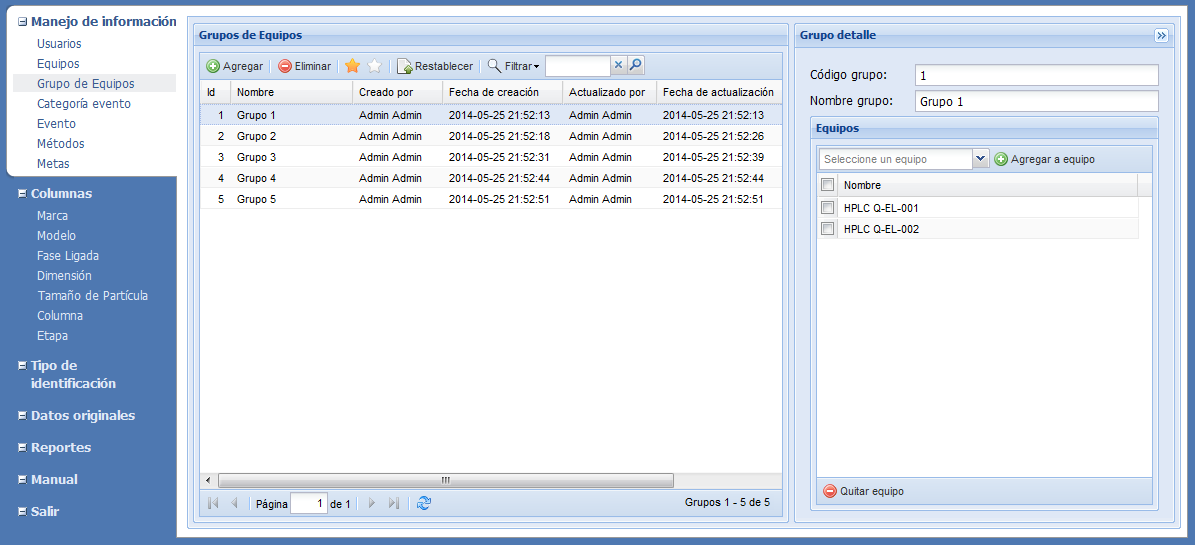 Manejo de información
Usuarios
Equipos
Grupo de Equipos
Categoría evento
Evento
Métodos
Metas
Columnas
Marca
Modelo
Fase Ligada
Dimensión
Tamaño de Partícula
Columna
Etapa
Tipo de
identificación
Datos originales
Reportes
Manual
Salir
Grupos de Equipos
Agregar Eliminar Restablecer Filtrar
Id Nombre Creado por Fecha de creación Actualizado por Fecha de actualización
1 Grupo 1 Admin Admin 2014-05-25 21:52:13 Admin Admin 2014-05-25 21:52:13
2 Grupo 2 Admin Admin 2014-05-25 21:52:18 Admin Admin 2014-05-25 21:52:26
3 Grupo 3 Admin Admin 2014-05-25 21:52:31 Admin Admin 2014-05-25 21:52:39
4 Grupo 4 Admin Admin 2014-05-25 21:52:44 Admin Admin 2014-05-25 21:52:44
5 Grupo 5 Admin Admin 2014-05-25 21:52:51 Admin Admin 2014-05-25 21:52:51
Página 1 de 1 Grupos 1 - 5 de 5
Grupo detalle
Código grupo: 1
Nombre grupo: Grupo 1
Equipos
Seleccione un equipo Agregar a equipo
Nombre
HPLC Q-EL-001
HPLC Q-EL-002
Quitar equipo